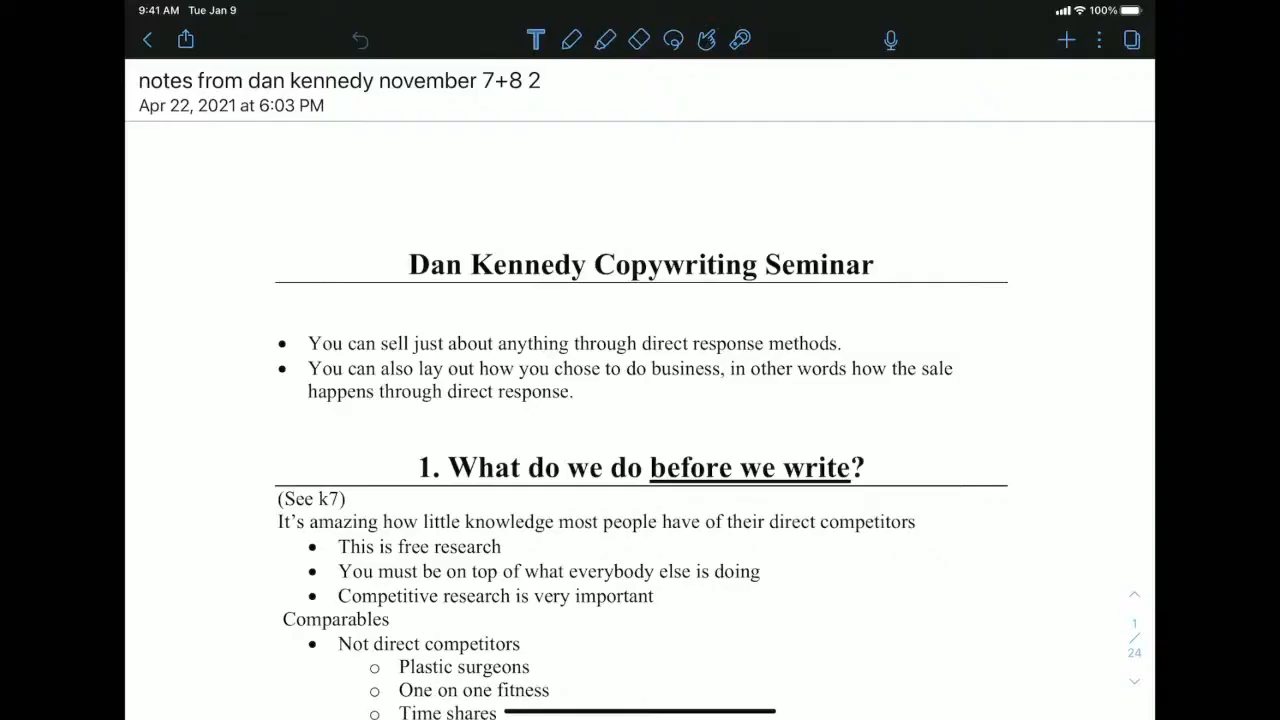 9:41 AM Tue Jan 9
100%
notes from dan kennedy november 7+8 2
Apr 22, 2021 at 6:03 PM
Dan Kennedy Copywriting Seminar
• You can sell just about anything through direct response methods.
• You can also lay out how you chose to do business, in other words how the sale
happens through direct response.
1. What do we do before we write?
(See k7)
It's amazing how little knowledge most people have of their direct competitors
• This is free research
• You must be on top of what everybody else is doing
• Competitive research is very important
Comparables
• Not direct competitors
o Plastic surgeons
o One on one fitness
o Time shares
1
/
24